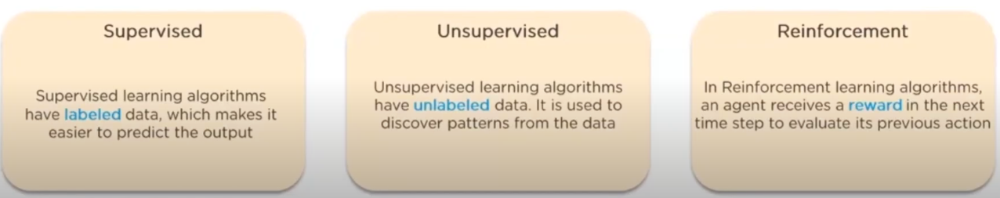 Supervised
Supervised learning algorithms
have labeled data, which makes it
easier to predict the output
Unsupervised
Unsupervised learning algorithms
have unlabeled data. It is used to
discover patterns from the data
Reinforcement
In Reinforcement learning algorithms,
an agent receives a reward in the next
time step to evaluate its previous action